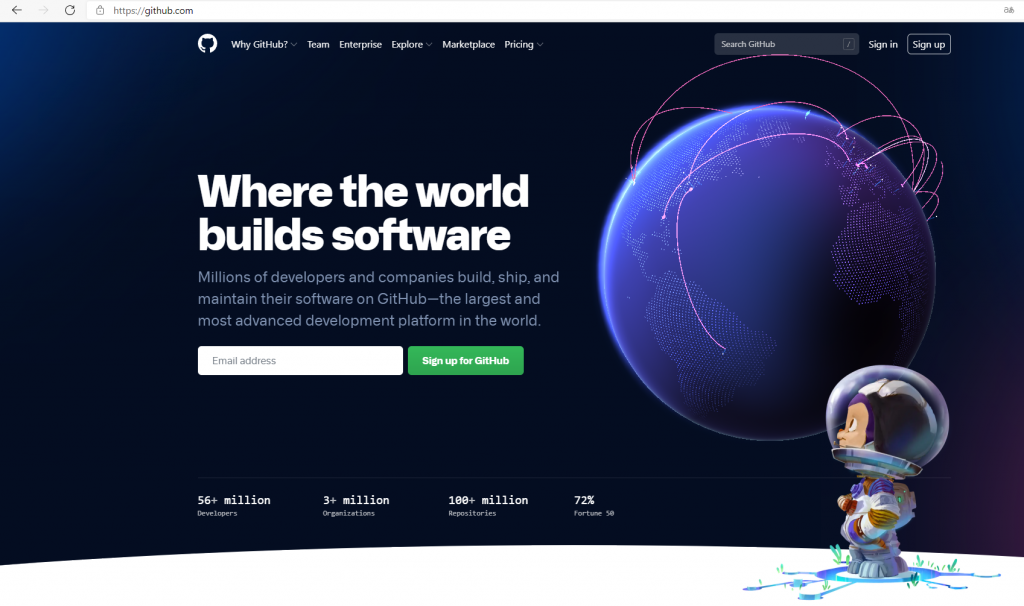 https://github.com
Why GitHub?
Team
Enterprise
Explore
Marketplace
Pricing
Search GitHub
/
Sign in
Sign up
Where the world
builds software
Millions of developers and companies build, ship, and
maintain their software on GitHub—the largest and
most advanced development platform in the world.
Email address
Sign up for GitHub
56+ million
Developers
3+ million
Organizations
100+ million
Repositories
72%
Fortune 50